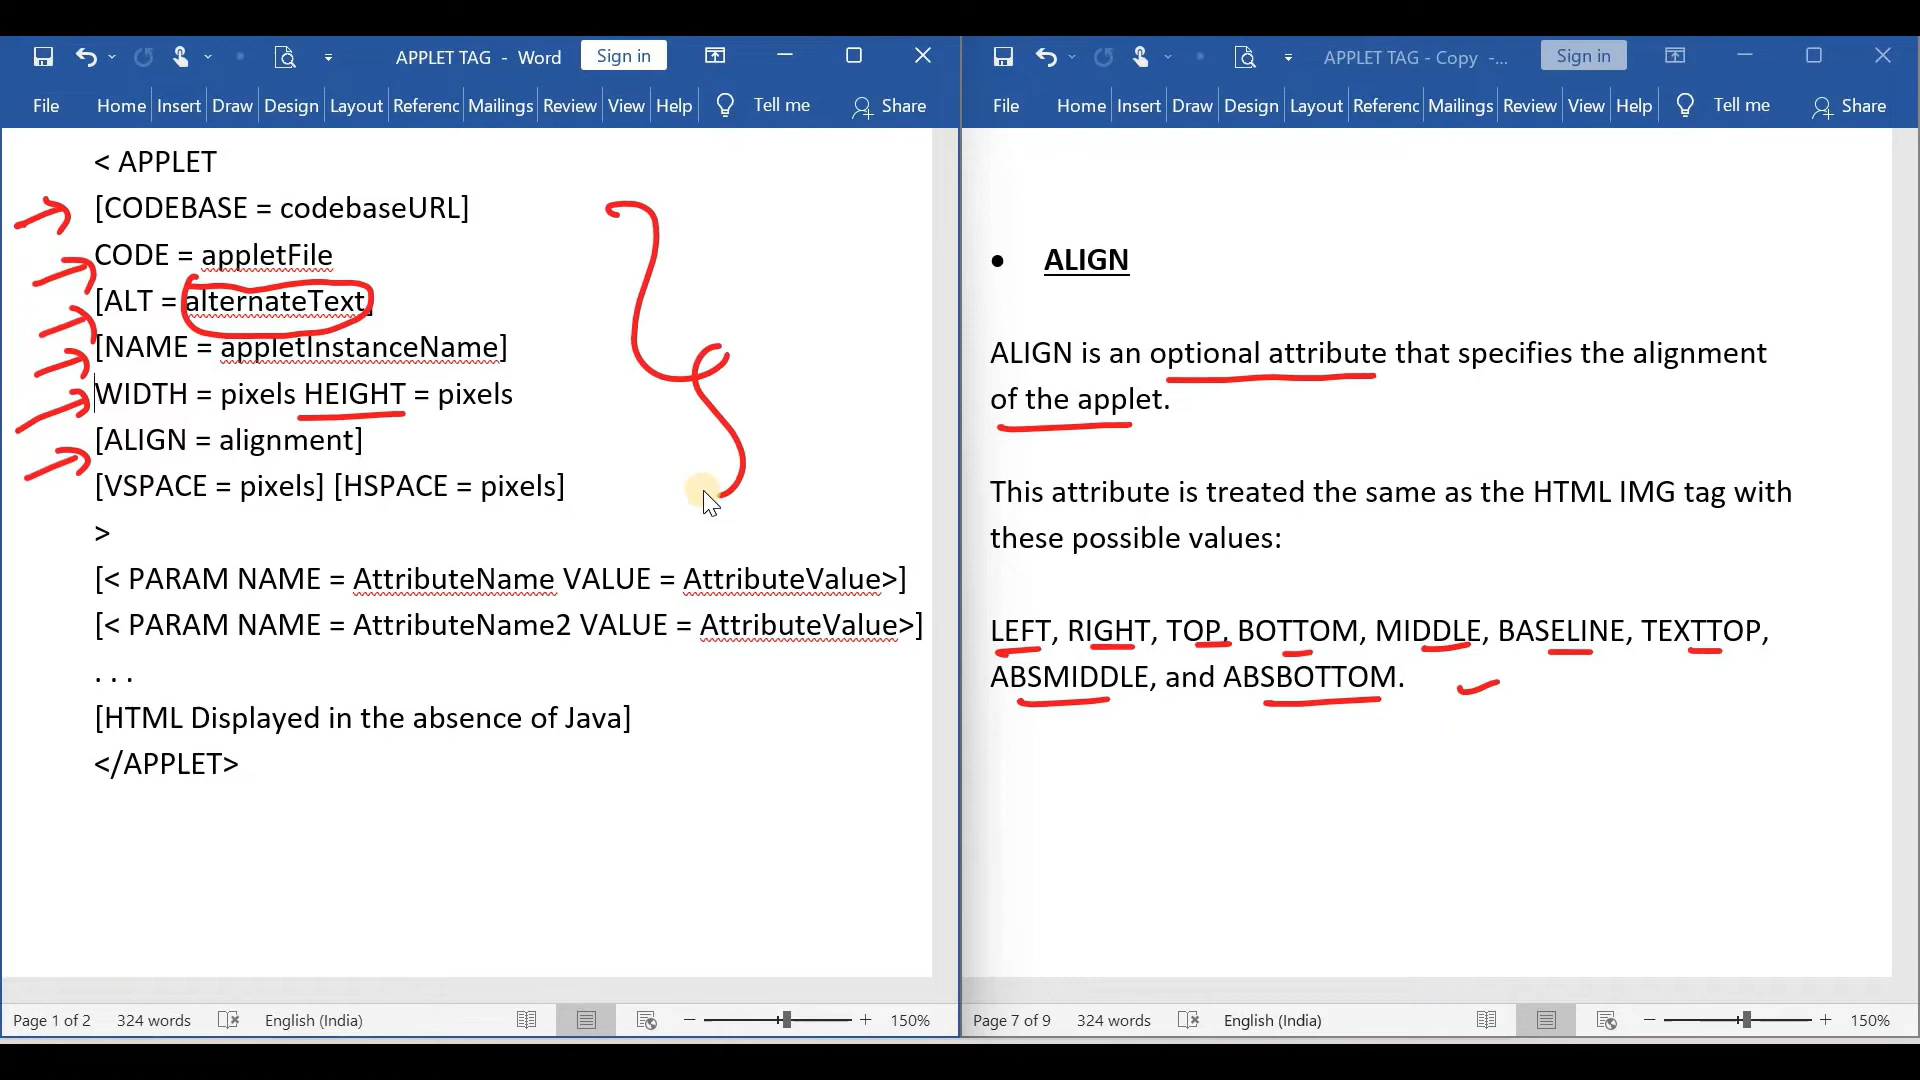 APPLET TAG - Word
Sign in
File Home Insert Draw Design Layout Referenc Mailings Review View Help Tell me Share
< APPLET
[CODEBASE = codebaseURL]
CODE = appletFile
[ALT = alternateText]
[NAME = appletInstanceName]
WIDTH = pixels HEIGHT = pixels
[ALIGN = alignment]
[VSPACE = pixels] [HSPACE = pixels]
>
[< PARAM NAME = AttributeName VALUE = AttributeValue>]
[< PARAM NAME = AttributeName2 VALUE = AttributeValue>]
. . .
[HTML Displayed in the absence of Java]
</APPLET>
Page 1 of 2 324 words English (India) 150%
APPLET TAG - Copy -...
Sign in
File Home Insert Draw Design Layout Referenc Mailings Review View Help Tell me Share
• ALIGN
ALIGN is an optional attribute that specifies the alignment
of the applet.
This attribute is treated the same as the HTML IMG tag with
these possible values:
LEFT, RIGHT, TOP, BOTTOM, MIDDLE, BASELINE, TEXTTOP,
ABSMIDDLE, and ABSBOTTOM.
Page 7 of 9 324 words English (India) 150%